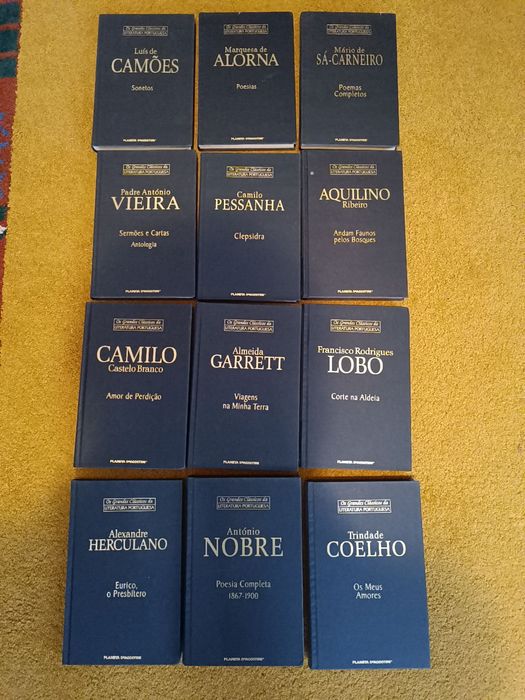 Os Grandes Clássicos da
LITERATURA PORTUGUESA
Luís de
CAMÕES
Sonetos
PLANETA DeAGOSTINI
Os Grandes Clássicos da
LITERATURA PORTUGUESA
Marquesa de
ALORNA
Poesias
PLANETA DeAGOSTINI
Os Grandes Clássicos da
LITERATURA PORTUGUESA
Mário de
SÁ-CARNEIRO
Poemas
Completos
PLANETA DeAGOSTINI
Os Grandes Clássicos da
LITERATURA PORTUGUESA
Padre António
VIEIRA
Sermões e Cartas
Antologia
PLANETA DeAGOSTINI
Os Grandes Clássicos da
LITERATURA PORTUGUESA
Camilo
PESSANHA
Clepsidra
PLANETA DeAGOSTINI
Os Grandes Clássicos da
LITERATURA PORTUGUESA
AQUILINO
Ribeiro
Andam Faunos
pelos Bosques
PLANETA DeAGOSTINI
Os Grandes Clássicos da
LITERATURA PORTUGUESA
CAMILO
Castelo Branco
Amor de Perdição
PLANETA DeAGOSTINI
Os Grandes Clássicos da
LITERATURA PORTUGUESA
Almeida
GARRETT
Viagens
na Minha Terra
PLANETA DeAGOSTINI
Os Grandes Clássicos da
LITERATURA PORTUGUESA
Francisco Rodrigues
LOBO
Corte na Aldeia
PLANETA DeAGOSTINI
Os Grandes Clássicos da
LITERATURA PORTUGUESA
Alexandre
HERCULANO
Eurico,
o Presbítero
PLANETA DeAGOSTINI
Os Grandes Clássicos da
LITERATURA PORTUGUESA
António
NOBRE
Poesia Completa
1867-1900
PLANETA DeAGOSTINI
Os Grandes Clássicos da
LITERATURA PORTUGUESA
Trindade
COELHO
Os Meus
Amores
PLANETA DeAGOSTINI